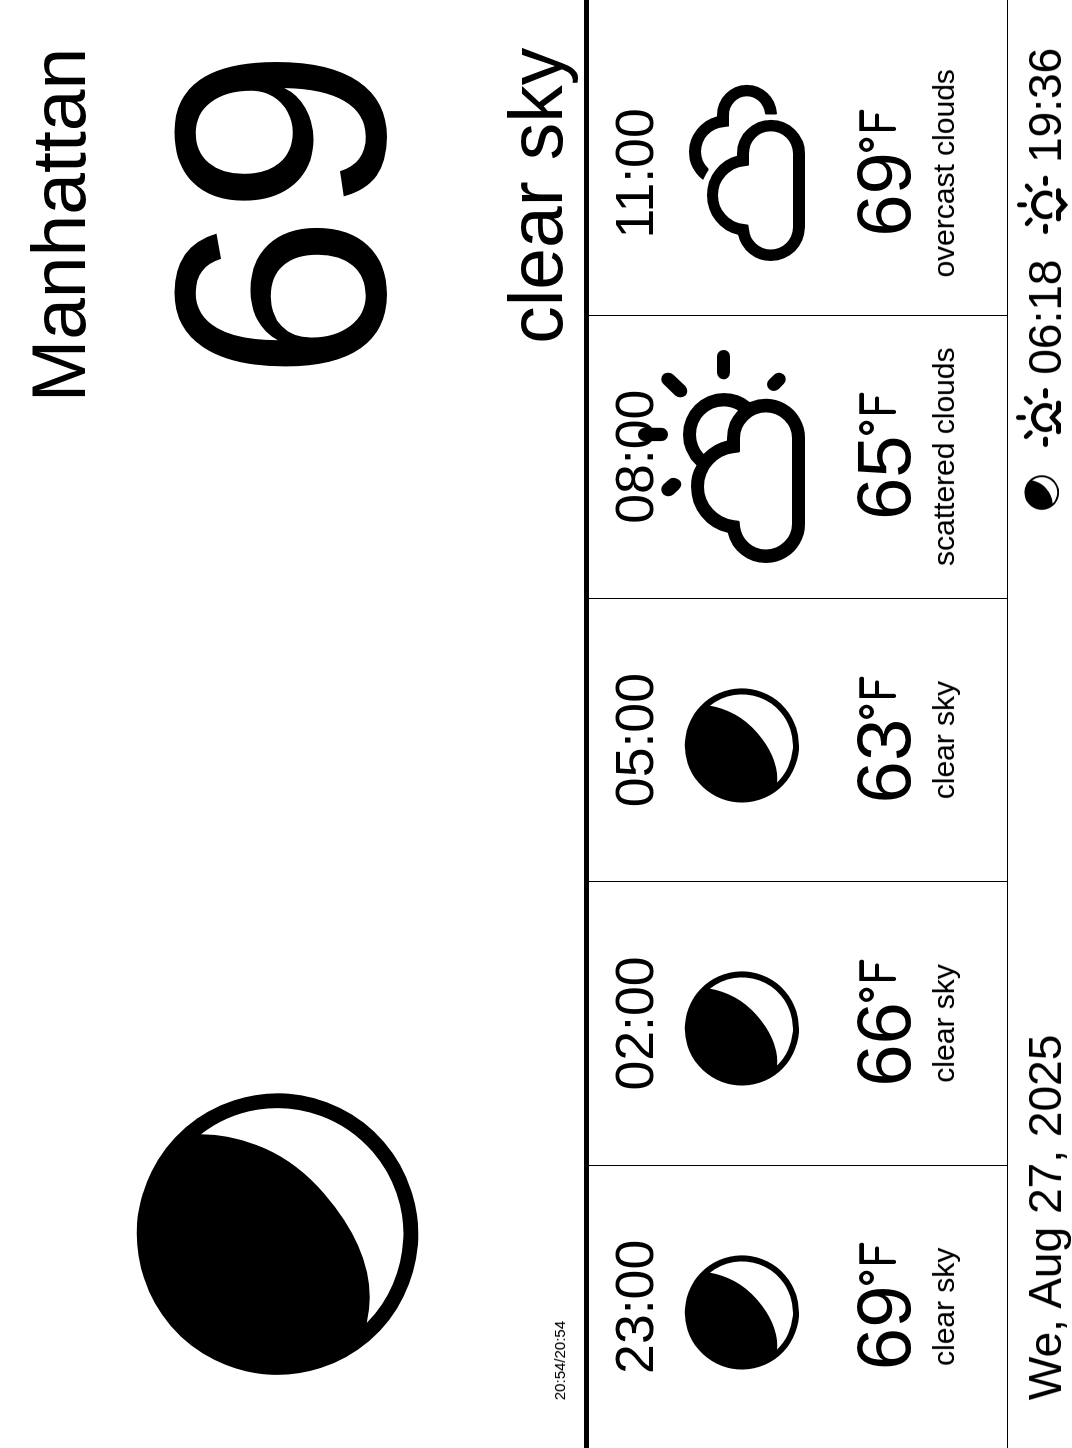 Manhattan
69
20:54/20:54 clear sky
23:00 02:00 05:00 08:00 11:00
69°F 66°F 63°F 65°F 69°F
clear sky clear sky clear sky scattered clouds overcast clouds
We, Aug 27, 2025 06:18 19:36